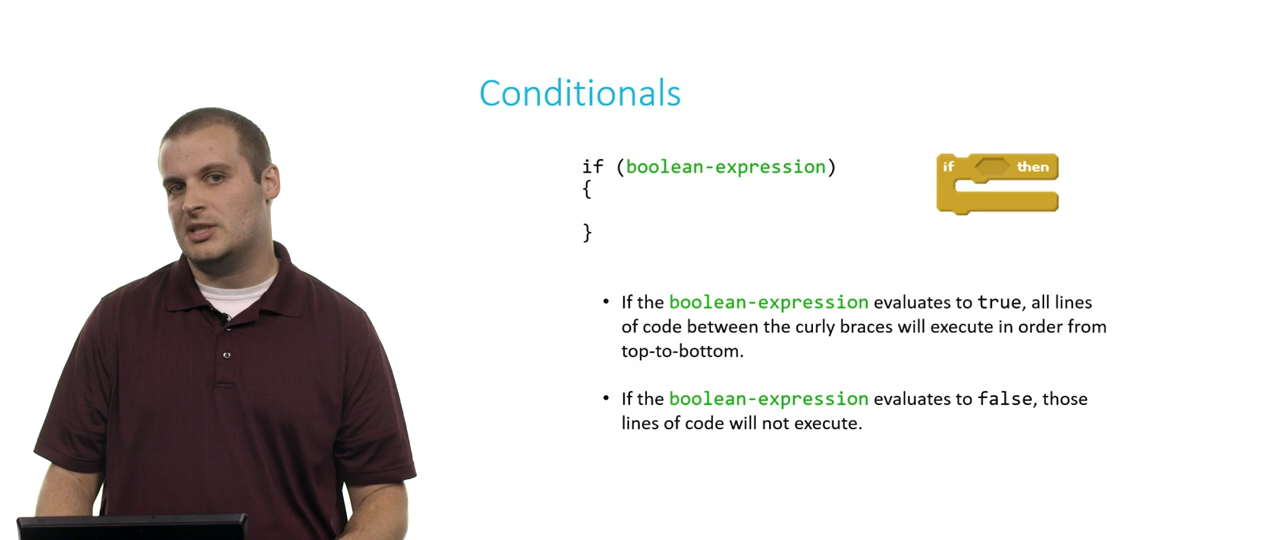 Conditionals
if (boolean-expression)
{
}
if then
• If the boolean-expression evaluates to true, all lines
of code between the curly braces will execute in order from
top-to-bottom.
• If the boolean-expression evaluates to false, those
lines of code will not execute.